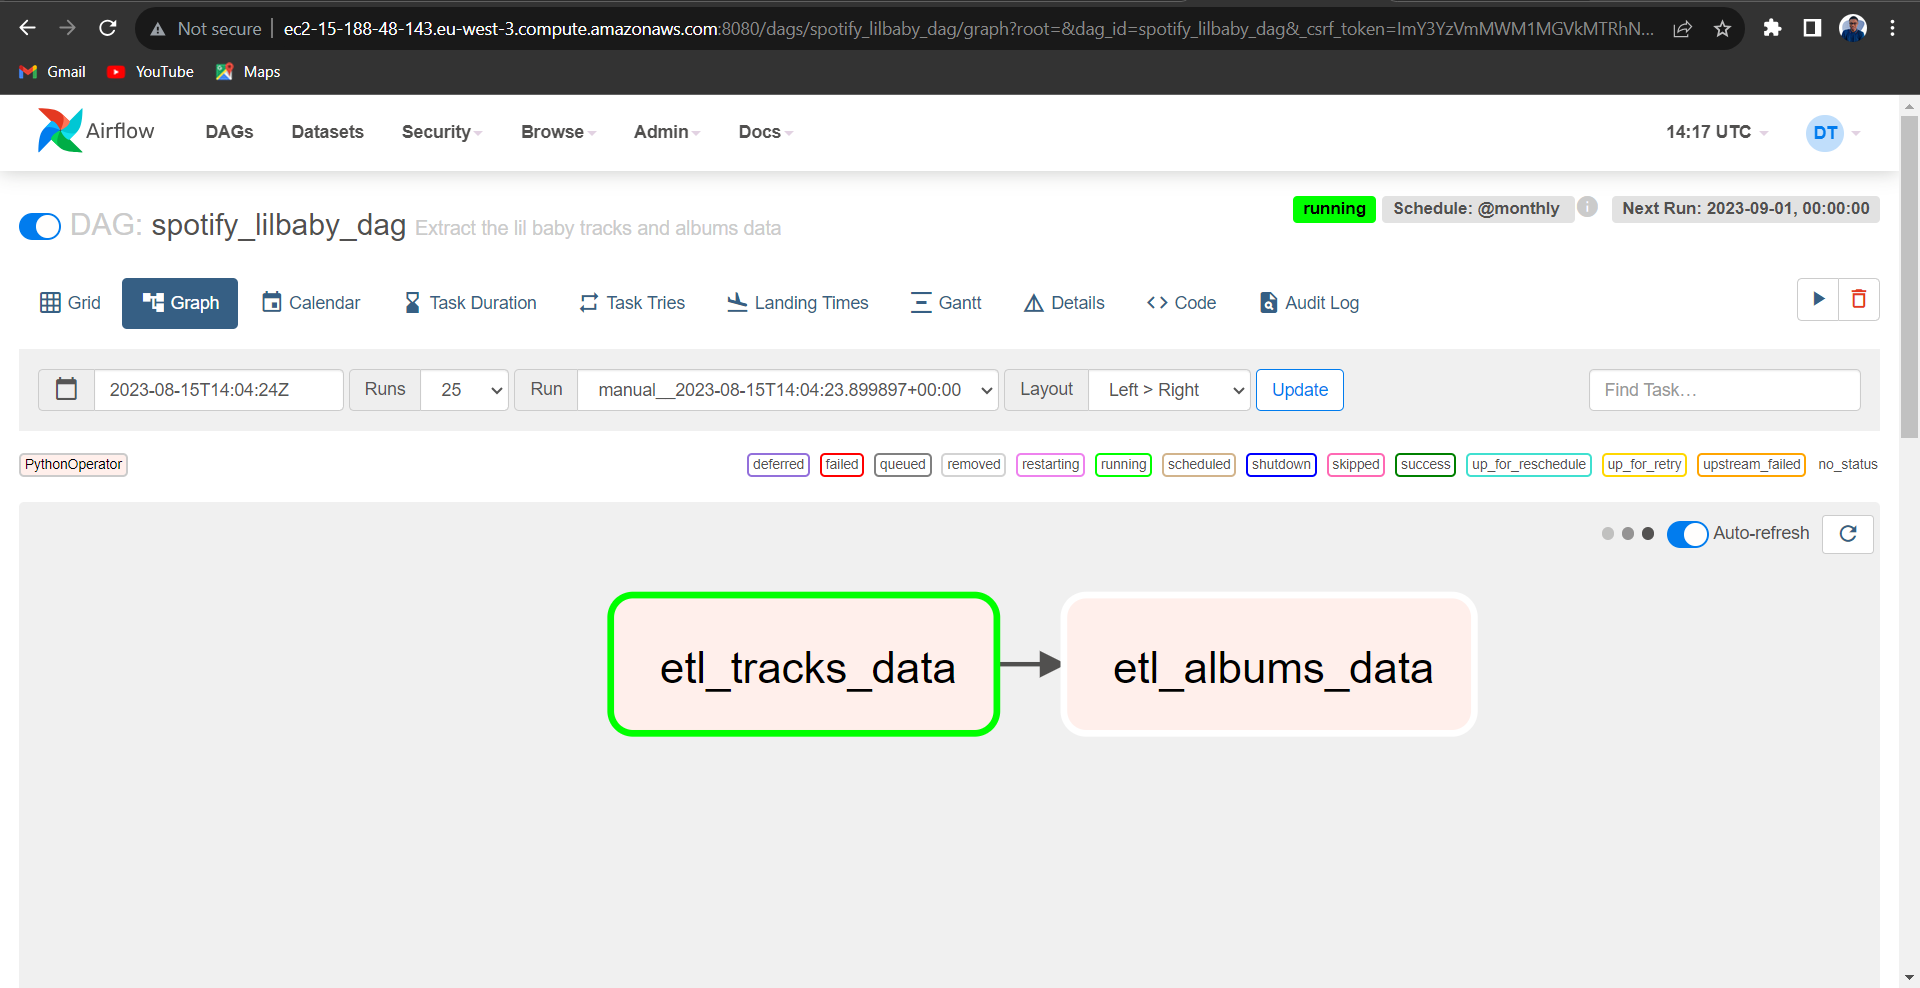 Not secure ec2-15-188-48-143.eu-west-3.compute.amazonaws.com:8080/dags/spotify_lilbaby_dag/graph?root=&dag_id=spotify_lilbaby_dag&_csrf_token=ImY3YzVmMWM1MGVkMTRhN...
Gmail YouTube Maps
Airflow DAGs Datasets Security Browse Admin Docs 14:17 UTC DT
running Schedule: @monthly i Next Run: 2023-09-01, 00:00:00
DAG: spotify_lilbaby_dag Extract the lil baby tracks and albums data
Grid Graph Calendar Task Duration Task Tries Landing Times Gantt Details Code Audit Log
2023-08-15T14:04:24Z Runs 25 Run manual__2023-08-15T14:04:23.899897+00:00 Layout Left > Right Update Find Task…
PythonOperator deferred failed queued removed restarting running scheduled shutdown skipped success up_for_reschedule up_for_retry upstream_failed no_status
Auto-refresh
etl_tracks_data etl_albums_data